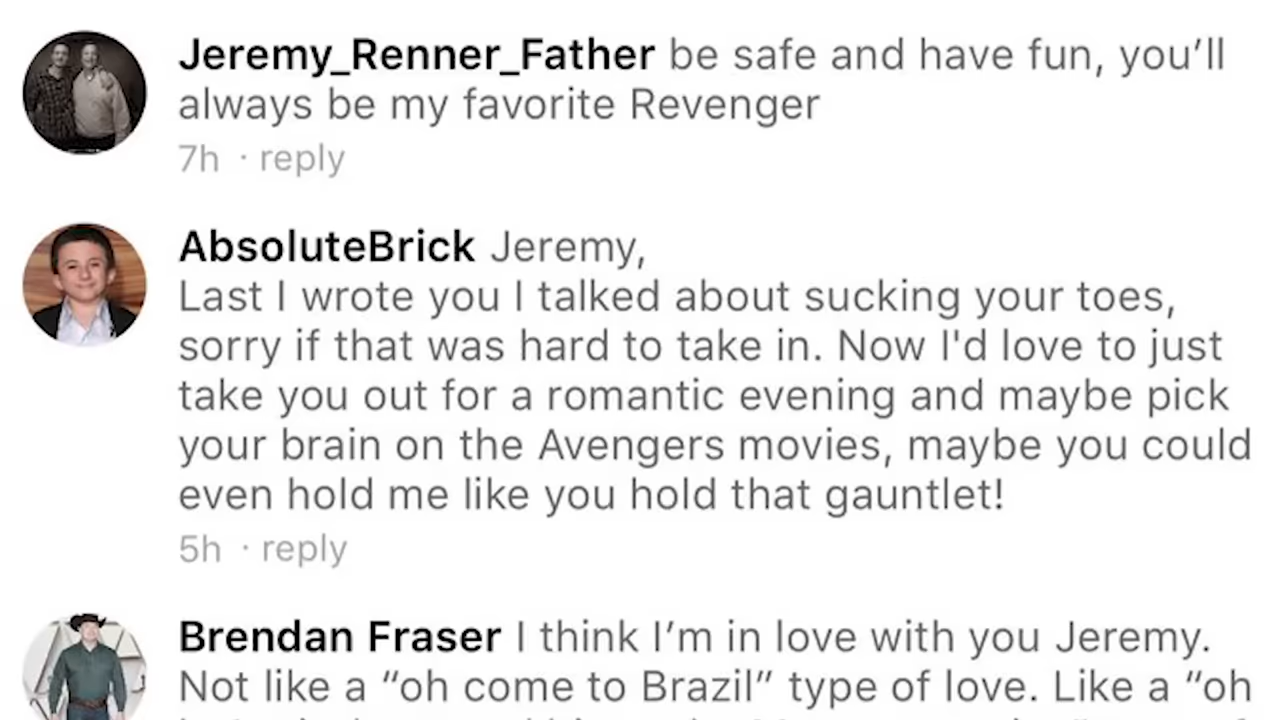 Jeremy_Renner_Father be safe and have fun, you’ll
always be my favorite Revenger
7h · reply
AbsoluteBrick Jeremy,
Last I wrote you I talked about sucking your toes,
sorry if that was hard to take in. Now I'd love to just
take you out for a romantic evening and maybe pick
your brain on the Avengers movies, maybe you could
even hold me like you hold that gauntlet!
5h · reply
Brendan Fraser I think I’m in love with you Jeremy.
Not like a “oh come to Brazil” type of love. Like a “oh